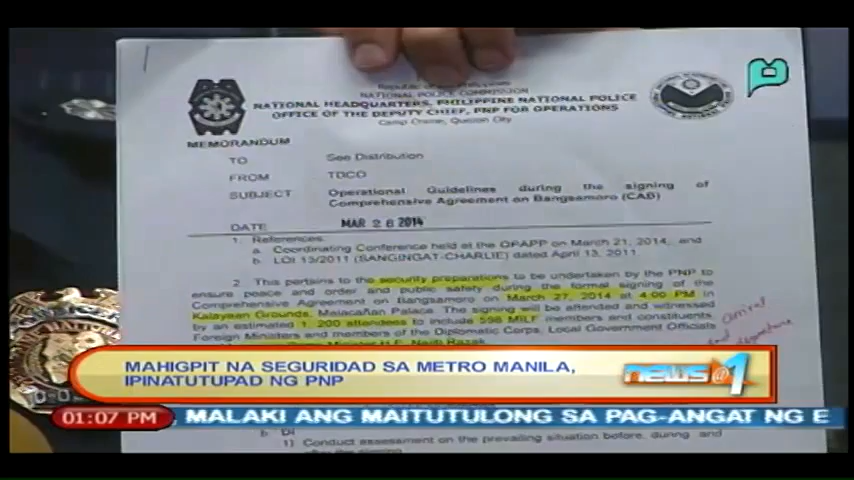 Republic of the Philippines
NATIONAL POLICE COMMISSION
NATIONAL HEADQUARTERS, PHILIPPINE NATIONAL POLICE
OFFICE OF THE DEPUTY CHIEF, PNP FOR OPERATIONS
Camp Crame, Quezon City
MEMORANDUM
TO See Distribution
FROM TDCO
SUBJECT Operational Guidelines during the signing of
Comprehensive Agreement on Bangsamoro (CAB)
DATE MAR 26 2014
1. References:
a. Coordinating Conference held at the OPAPP on March 21, 2014, and
b. LOI 13/2011 (SANGINGAT-CHARLIE) dated April 13, 2011
2 This pertains to the security preparations to be undertaken by the PNP to
ensure peace and order and public safety during the formal signing of the
Comprehensive Agreement on Bangsamoro on March 27, 2014 at 4:00 PM in
Kalayaan Grounds, Malacañan Palace. The signing will be attended and witnessed
by an estimated 1,200 attendees to include 598 MILF members and constituents,
Foreign Ministers and members of the Diplomatic Corps, Local Government Officials
Minister H.E. Najib Razak
arrival
and departure
MAHIGPIT NA SEGURIDAD SA METRO MANILA,
IPINATUTUPAD NG PNP
news@1
01:07 PM , MALAKI ANG MAITUTULONG SA PAG-ANGAT NG E
1) Conduct assessment on the prevailing situation before, during and